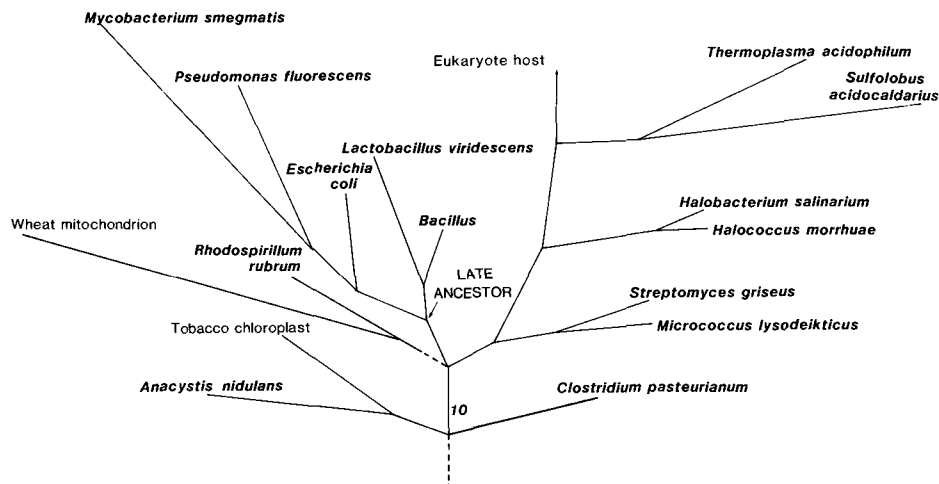 Mycobacterium smegmatis
Pseudomonas fluorescens
Eukaryote host
Thermoplasma acidophilum
Sulfolobus
acidocaldarius
Lactobacillus viridescens
Escherichia
coli
Wheat mitochondrion
Bacillus
Halobacterium salinarium
Halococcus morrhuae
Rhodospirillum
rubrum
LATE
ANCESTOR
Streptomyces griseus
Micrococcus lysodeikticus
Tobacco chloroplast
Anacystis nidulans
Clostridium pasteurianum
10